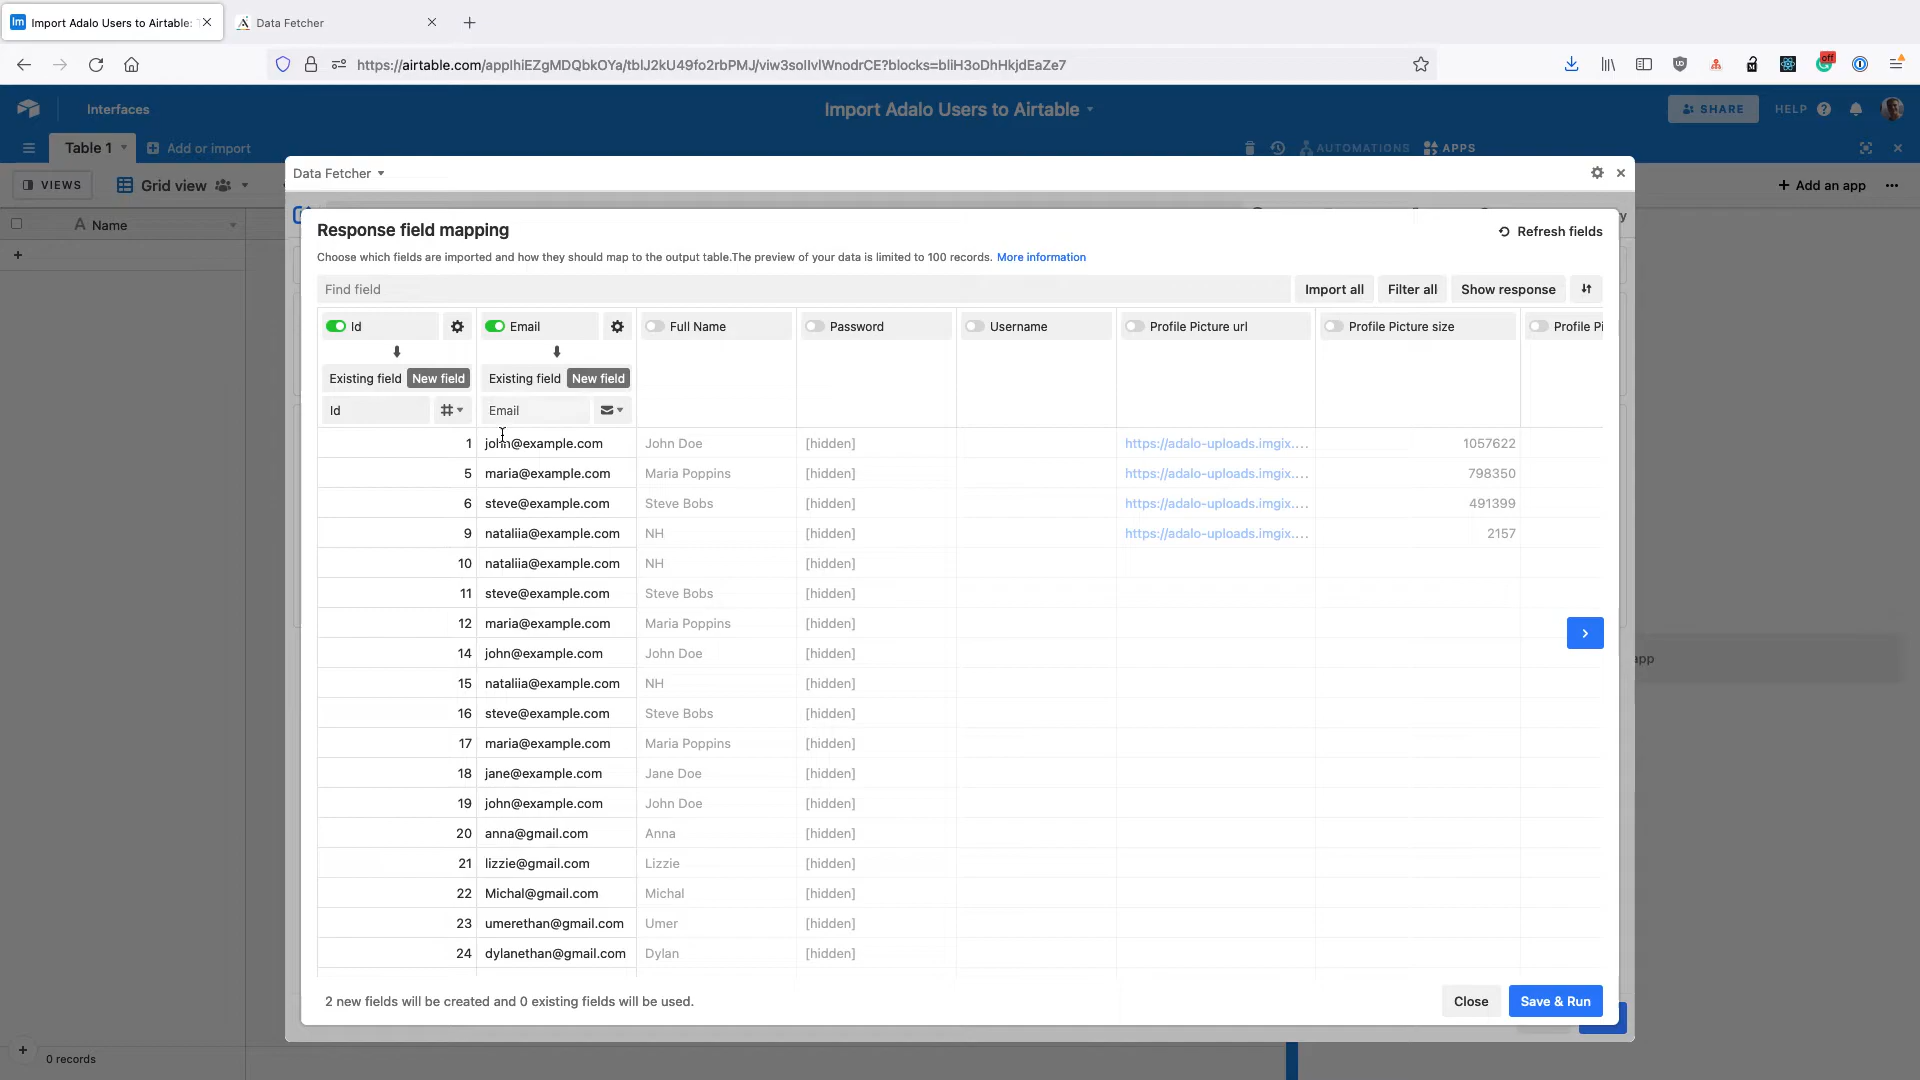 Import Adalo Users to Airtable:
Data Fetcher
https://airtable.com/applhiEZgMDQbkOYa/tblJ2kU49fo2rbPMJ/viw3solIvlWnodrCE?blocks=bliH3oDhHkjdEaZe7
off
Interfaces
Import Adalo Users to Airtable
SHARE
HELP
Table 1
Add or import
AUTOMATIONS
APPS
VIEWS
Grid view
Data Fetcher
Add an app
Name
Response field mapping
Refresh fields
Choose which fields are imported and how they should map to the output table.The preview of your data is limited to 100 records. More information
Find field
Import all
Filter all
Show response
Id
Email
Full Name
Password
Username
Profile Picture url
Profile Picture size
Profile Pi
Existing field New field
Existing field New field
Id
Email
1 john@example.com John Doe [hidden] https://adalo-uploads.imgix.... 1057622
5 maria@example.com Maria Poppins [hidden] https://adalo-uploads.imgix.... 798350
6 steve@example.com Steve Bobs [hidden] https://adalo-uploads.imgix.... 491399
9 nataliia@example.com NH [hidden] https://adalo-uploads.imgix.... 2157
10 nataliia@example.com NH [hidden]
11 steve@example.com Steve Bobs [hidden]
12 maria@example.com Maria Poppins [hidden]
14 john@example.com John Doe [hidden]
15 nataliia@example.com NH [hidden]
16 steve@example.com Steve Bobs [hidden]
17 maria@example.com Maria Poppins [hidden]
18 jane@example.com Jane Doe [hidden]
19 john@example.com John Doe [hidden]
20 anna@gmail.com Anna [hidden]
21 lizzie@gmail.com Lizzie [hidden]
22 Michal@gmail.com Michal [hidden]
23 umerethan@gmail.com Umer [hidden]
24 dylanethan@gmail.com Dylan [hidden]
app
2 new fields will be created and 0 existing fields will be used.
Close
Save & Run
0 records